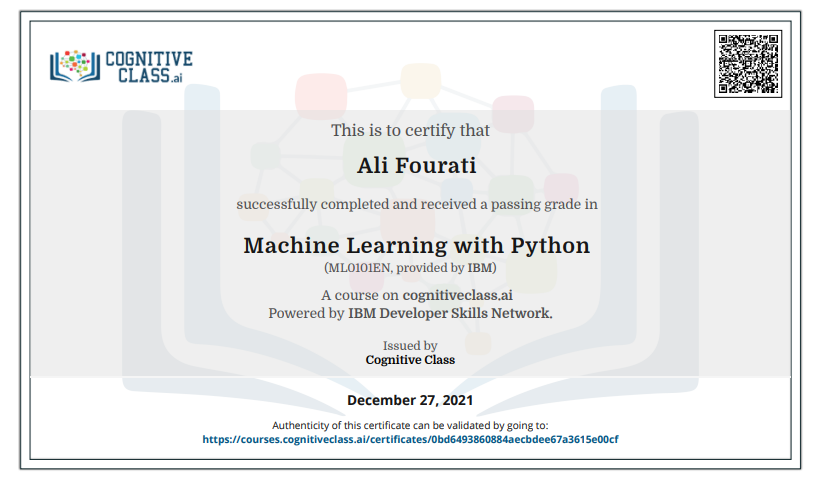 COGNITIVE
CLASS.ai
This is to certify that
Ali Fourati
successfully completed and received a passing grade in
Machine Learning with Python
(ML0101EN, provided by IBM)
A course on cognitiveclass.ai
Powered by IBM Developer Skills Network.
Issued by
Cognitive Class
December 27, 2021
Authenticity of this certificate can be validated by going to:
https://courses.cognitiveclass.ai/certificates/0bd6493860884aecbdee67a3615e00cf